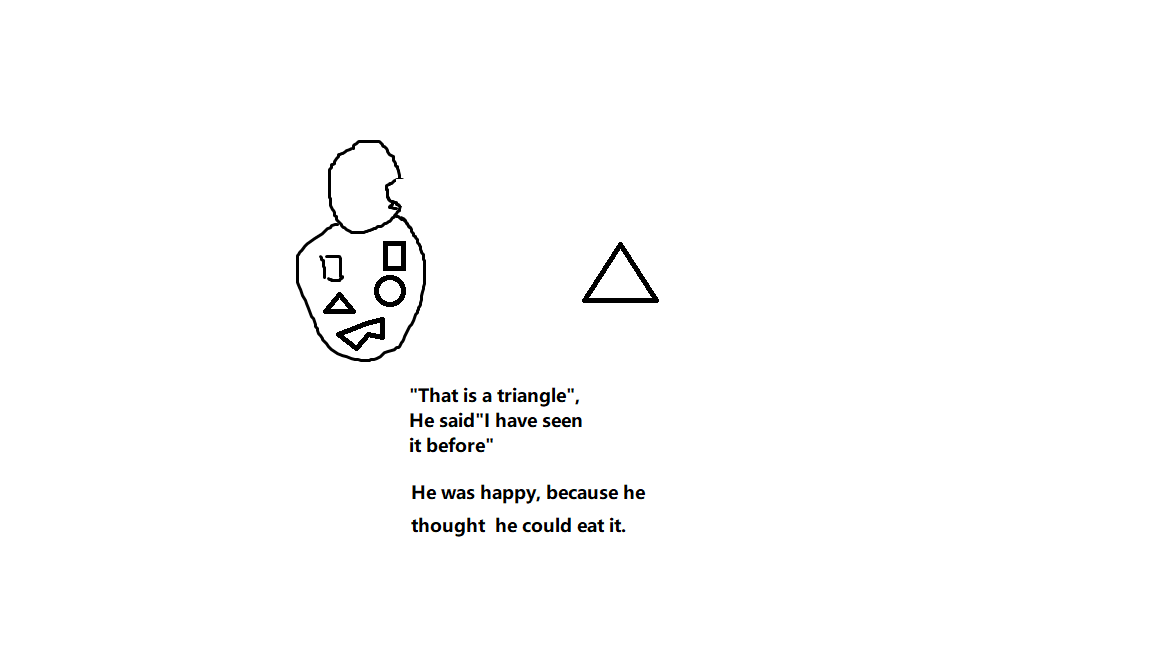 "That is a triangle",
He said"I have seen
it before"
He was happy, because he
thought  he could eat it.